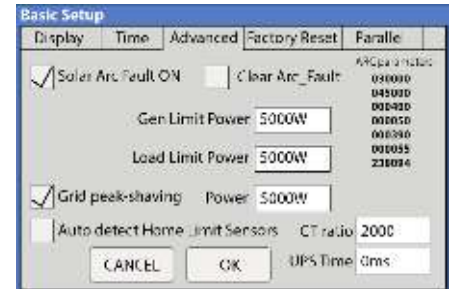 Basic Setup
Display Time Advanced Factory Reset Paralle
Solar Arc Fault ON Clear Arc_Fault
030000
045000
000400
000050
000390
000055
230094
Gen Limit Power 5000W
Load Limit Power 5000W
Grid peak-shaving Power 5000W
Auto detect Home Limit Sensors CT ratio 2000
CANCEL OK UPS Time 0ms